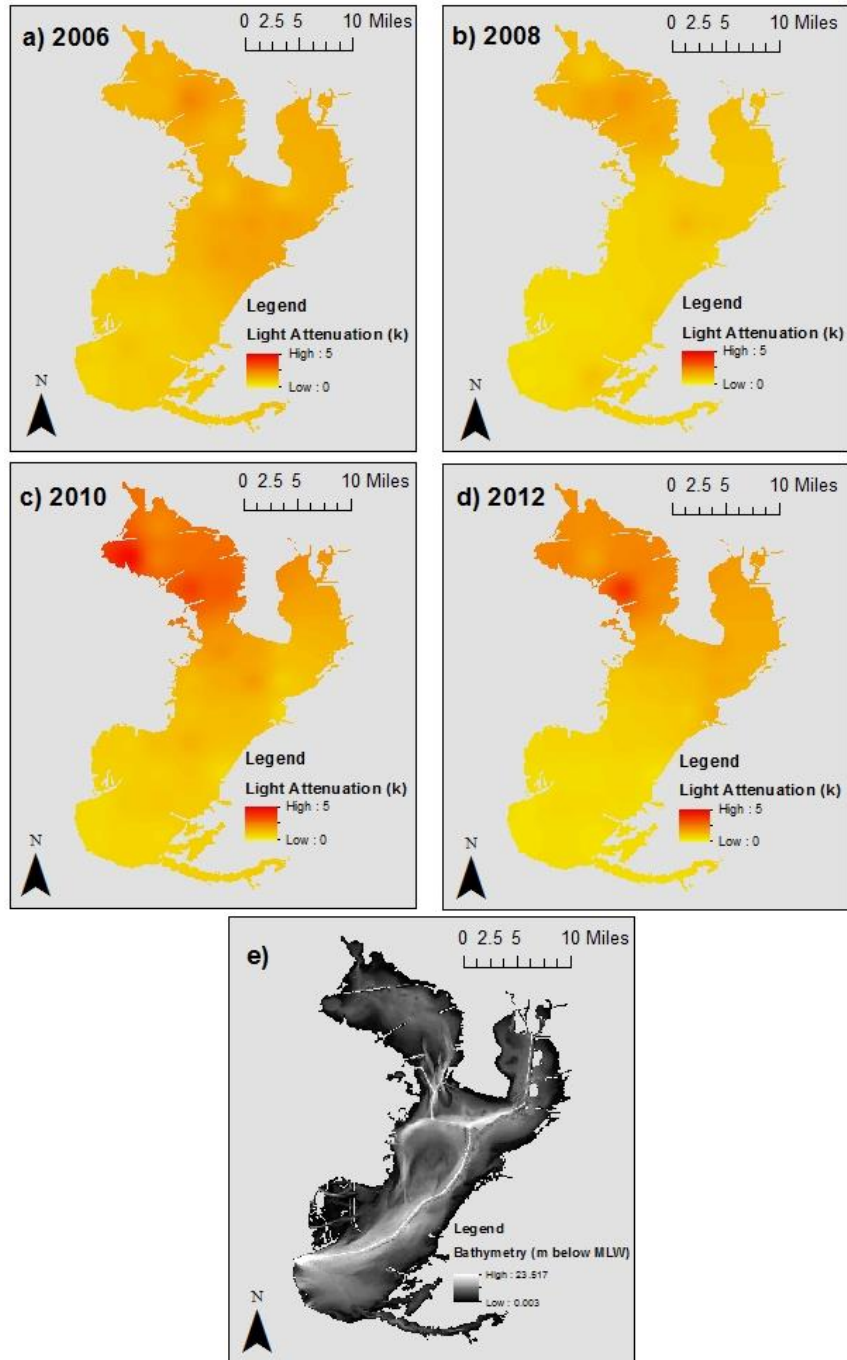 a) 2006
0 2.5 5 10 Miles
Legend
Light Attenuation (k)
High : 5
Low : 0
N
b) 2008
0 2.5 5 10 Miles
Legend
Light Attenuation (k)
High : 5
Low : 0
N
c) 2010
0 2.5 5 10 Miles
Legend
Light Attenuation (k)
High : 5
Low : 0
N
d) 2012
0 2.5 5 10 Miles
Legend
Light Attenuation (k)
High : 5
Low : 0
N
e)
0 2.5 5 10 Miles
Legend
Bathymetry (m below MLW)
High : 23.517
Low : 0.003
N